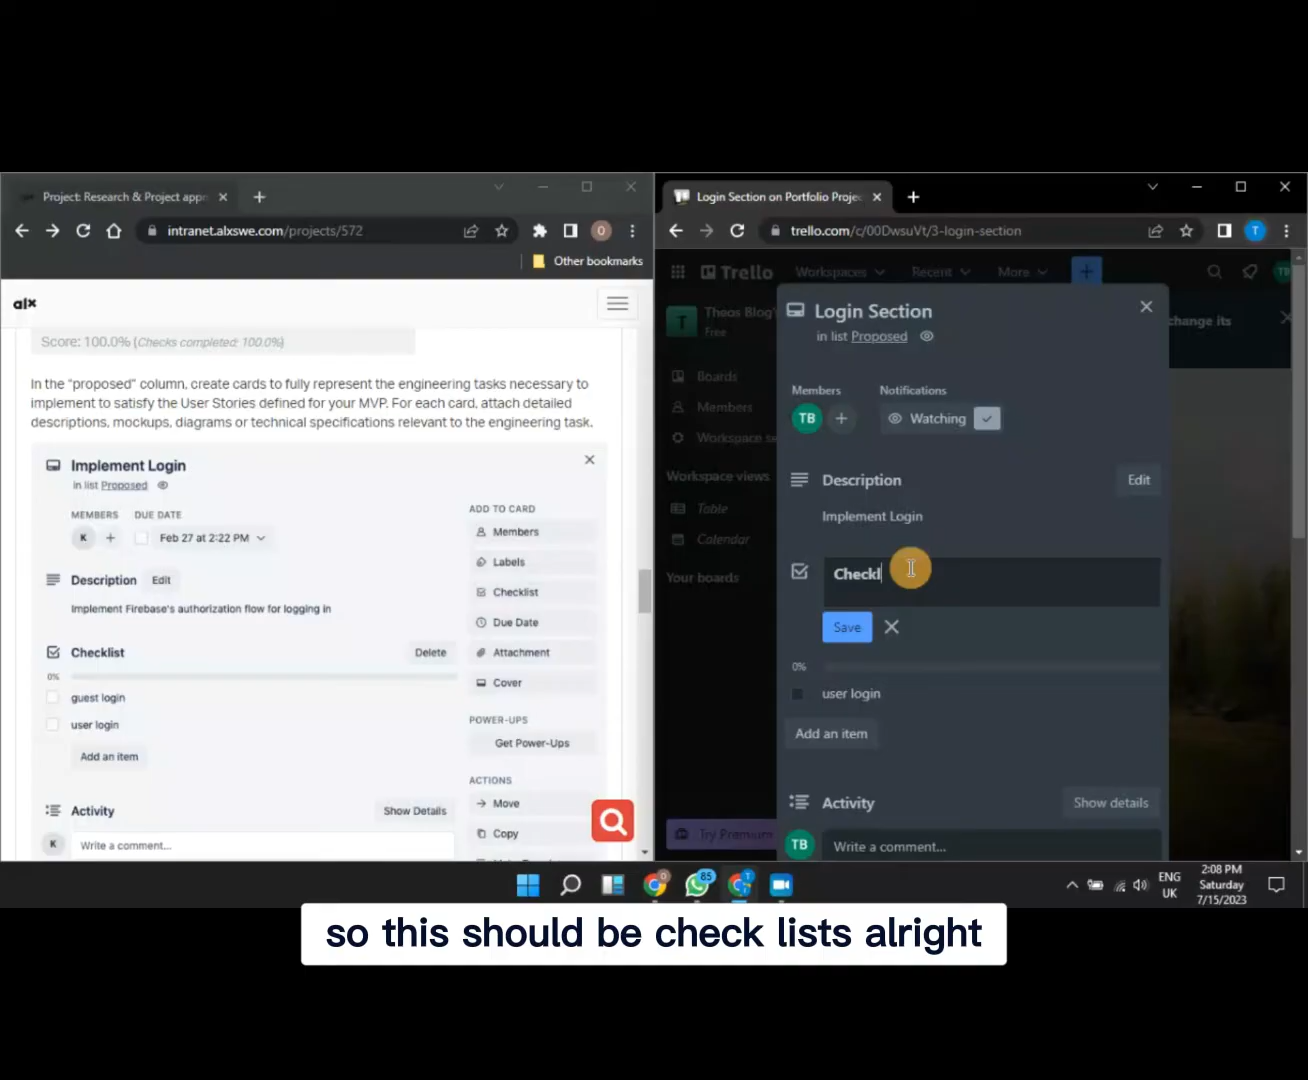 Project: Research & Project appr
intranet.alxswe.com/projects/572
O
Other bookmarks
alx
Score: 100.0% (Checks completed: 100.0%)
In the "proposed" column, create cards to fully represent the engineering tasks necessary to
implement to satisfy the User Stories defined for your MVP. For each card, attach detailed
descriptions, mockups, diagrams or technical specifications relevant to the engineering task.
Implement Login
in list Proposed
MEMBERS DUE DATE
K + Feb 27 at 2:22 PM
Description Edit
Implement Firebase's authorization flow for logging in
Checklist Delete
0%
guest login
user login
Add an item
Activity Show Details
K Write a comment...
ADD TO CARD
Members
Labels
Checklist
Due Date
Attachment
Cover
POWER-UPS
Get Power-Ups
ACTIONS
Move
Copy
Login Section on Portfolio Projec
trello.com/c/00DwsuVt/3-login-section
T
Trello Workspaces Recent More +
TB
T Theos Blog'
Free
change its
Boards
Members
Workspace se
Workspace views
Table
Calendar
Your boards
Try Premium
Login Section
in list Proposed
Members Notifications
TB + Watching
Description Edit
Implement Login
Checkl
Save
0%
user login
Add an item
Activity Show details
TB Write a comment...
85
ENG
UK
2:08 PM
Saturday
7/15/2023
so this should be check lists alright